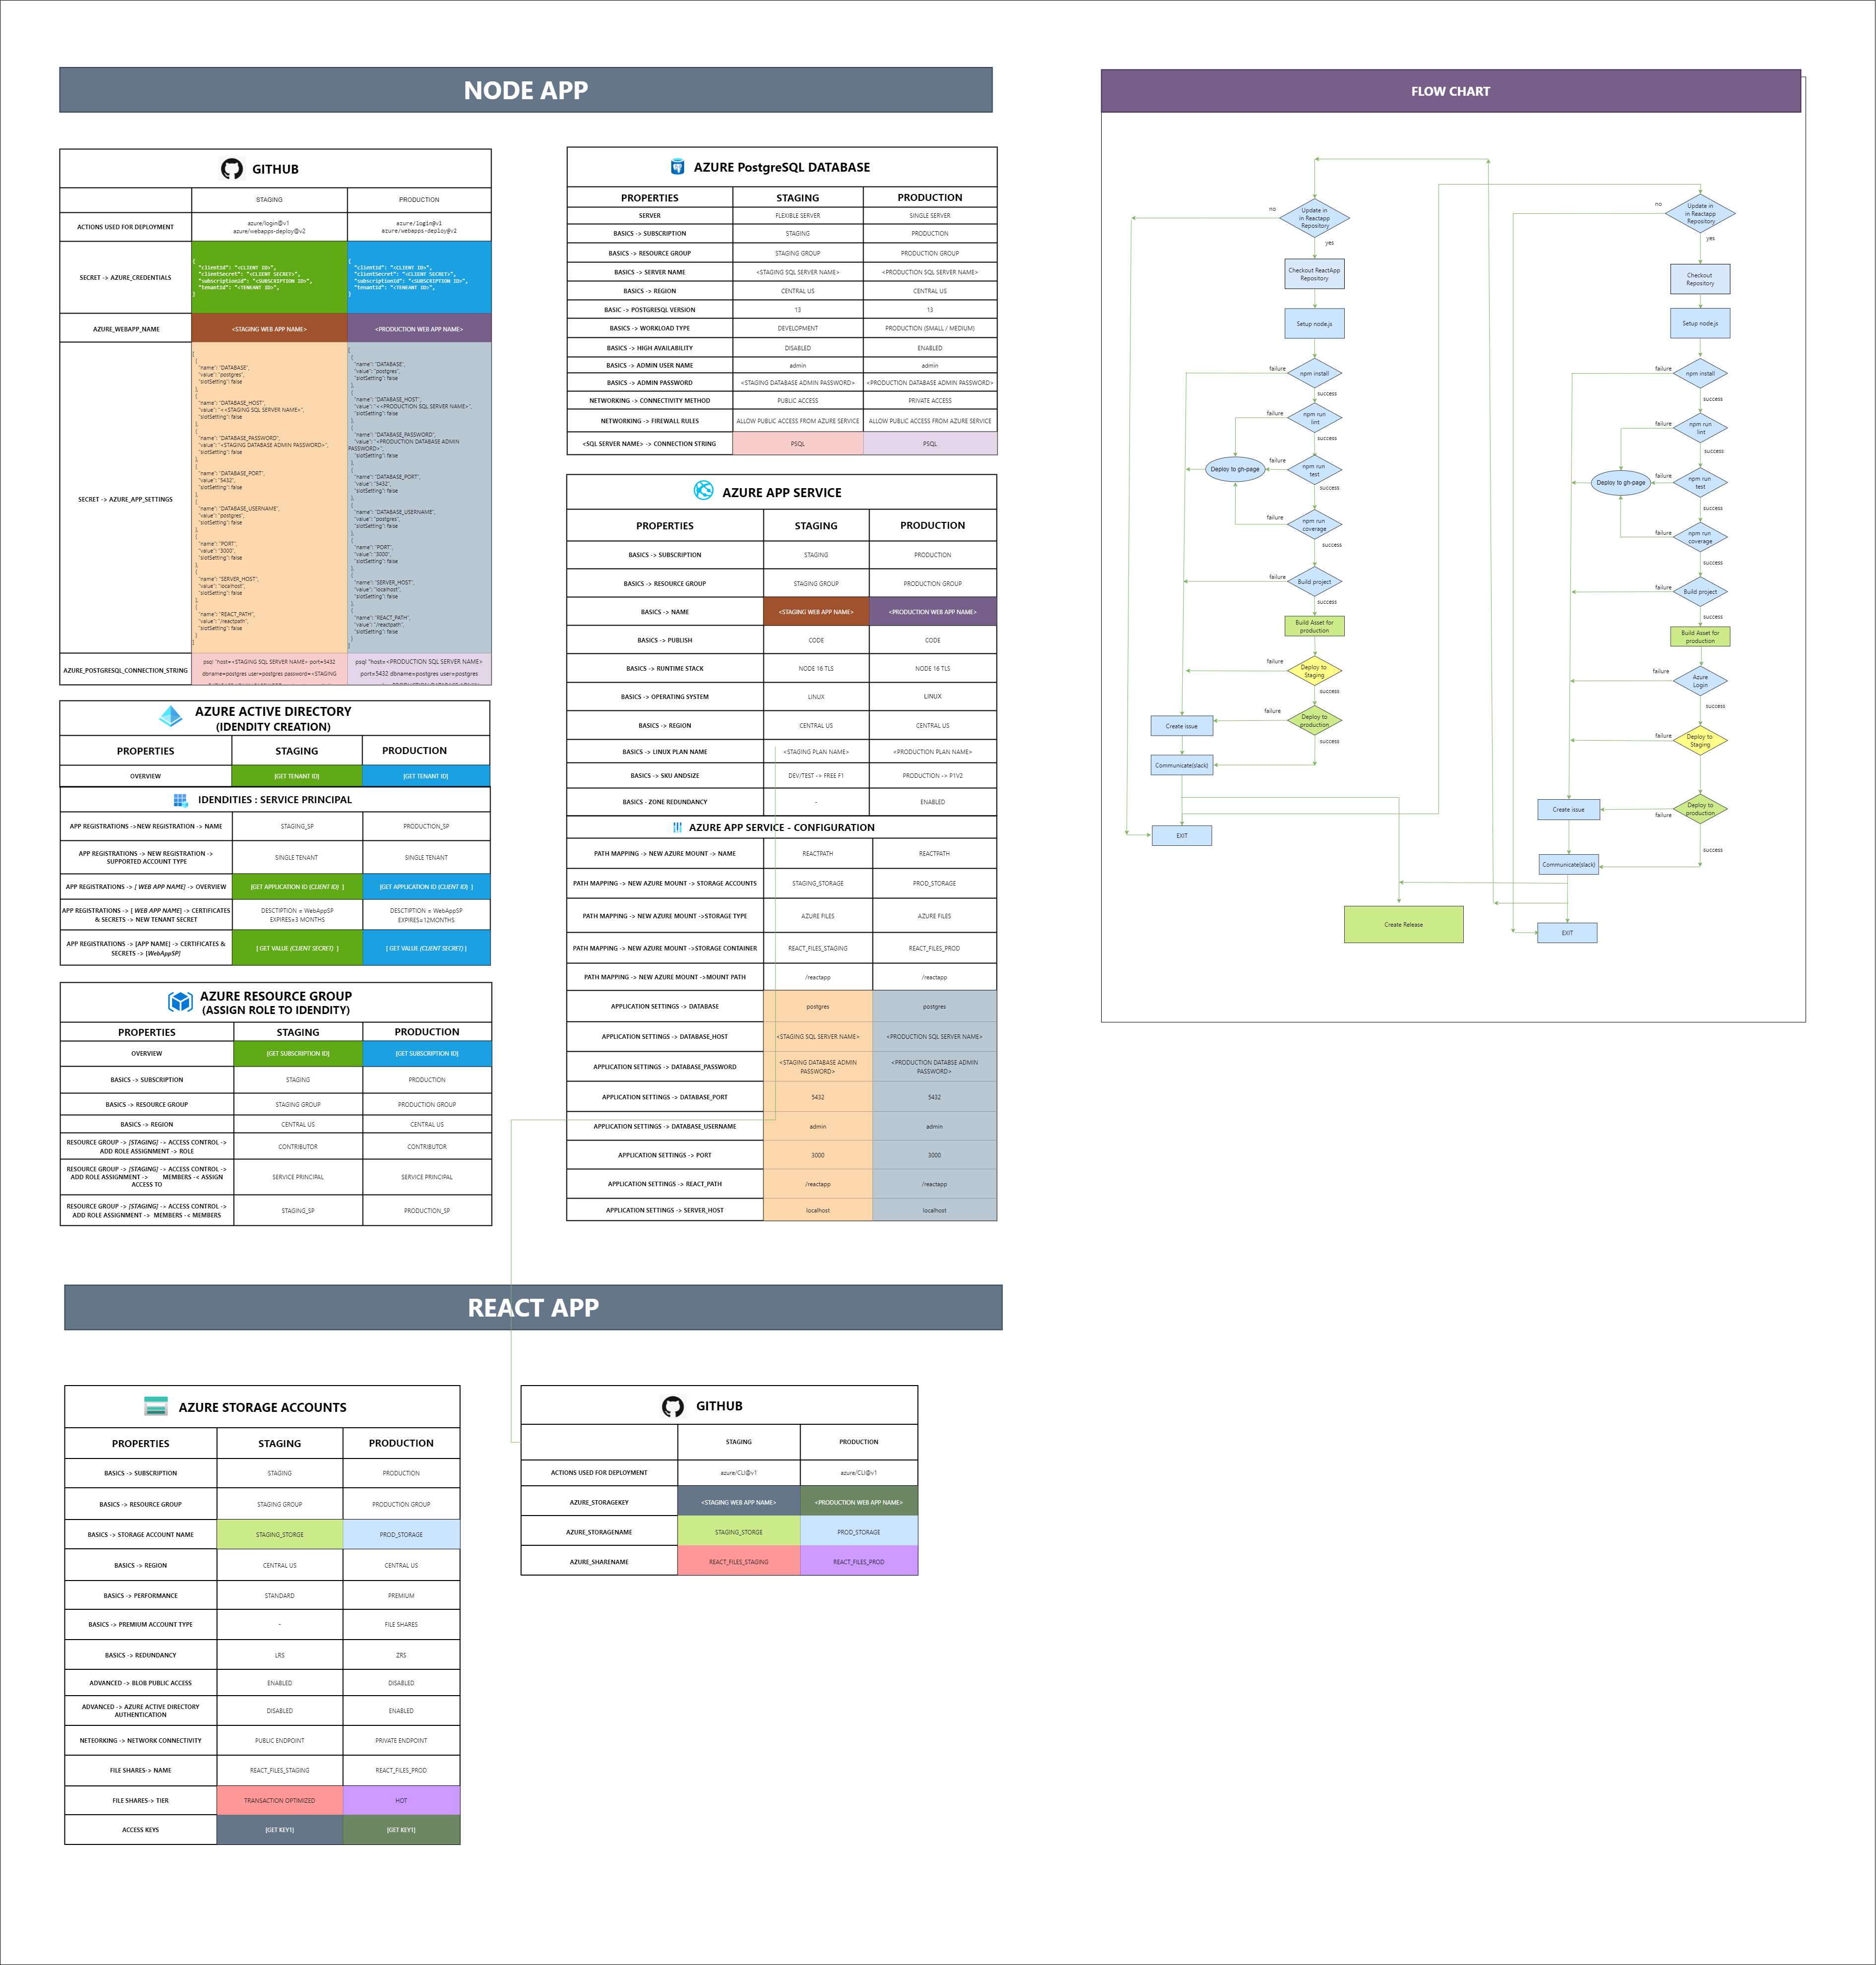 NODE APP
GITHUB
STAGING PRODUCTION
ACTIONS USED FOR DEPLOYMENT
azure/login@v1
azure/webapps-deploy@v2
azure/login@v1
azure/webapps-deploy@v2
SECRET -> AZURE_CREDENTIALS
{
"clientId": "<CLIENT ID>",
"clientSecret": "<CLIENT SECRET>",
"subscriptionId": "<SUBSCRIPTION ID>",
"tenantId": "<TENEANT ID>",
}
{
"clientId": "<CLIENT ID>",
"clientSecret": "<CLIENT SECRET>",
"subscriptionId": "<SUBSCRIPTION ID>",
"tenantId": "<TENEANT ID>",
}
AZURE_WEBAPP_NAME <STAGING WEB APP NAME> <PRODUCTION WEB APP NAME>
SECRET -> AZURE_APP_SETTINGS
[
{
"name": "DATABASE",
"value": "postgres",
"slotSetting": false
},
{
"name": "DATABASE_HOST",
"value": "<<STAGING SQL SERVER NAME>",
"slotSetting": false
},
{
"name": "DATABASE_PASSWORD",
"value": "<STAGING DATABASE ADMIN PASSWORD>",
"slotSetting": false
},
{
"name": "DATABASE_PORT",
"value": "5432",
"slotSetting": false
},
{
"name": "DATABASE_USERNAME",
"value": "postgres",
"slotSetting": false
},
{
"name": "PORT",
"value": "3000",
"slotSetting": false
},
{
"name": "SERVER_HOST",
"value": "localhost",
"slotSetting": false
},
{
"name": "REACT_PATH",
"value": "/reactpath",
"slotSetting": false
}
]
[
{
"name": "DATABASE",
"value": "postgres",
"slotSetting": false
},
{
"name": "DATABASE_HOST",
"value": "<<PRODUCTION SQL SERVER NAME>",
"slotSetting": false
},
{
"name": "DATABASE_PASSWORD",
"value": "<PRODUCTION DATABASE ADMIN
PASSWORD>",
"slotSetting": false
},
{
"name": "DATABASE_PORT",
"value": "5432",
"slotSetting": false
},
{
"name": "DATABASE_USERNAME",
"value": "postgres",
"slotSetting": false
},
{
"name": "PORT",
"value": "3000",
"slotSetting": false
},
{
"name": "SERVER_HOST",
"value": "localhost",
"slotSetting": false
},
{
"name": "REACT_PATH",
"value": "/reactpath",
"slotSetting": false
}
]
AZURE_POSTGRESQL_CONNECTION_STRING
psql "host=<STAGING SQL SERVER NAME> port=5432
dbname=postgres user=postgres password=<STAGING
psql "host=<PRODUCTION SQL SERVER NAME>
port=5432 dbname=postgres user=postgres
AZURE ACTIVE DIRECTORY
(IDENDITY CREATION)
PROPERTIES STAGING PRODUCTION
OVERVIEW [GET TENANT ID] [GET TENANT ID]
IDENDITIES : SERVICE PRINCIPAL
APP REGISTRATIONS ->NEW REGISTRATION -> NAME STAGING_SP PRODUCTION_SP
APP REGISTRATIONS -> NEW REGISTRATION ->
SUPPORTED ACCOUNT TYPE
SINGLE TENANT SINGLE TENANT
APP REGISTRATIONS -> [ WEB APP NAME] -> OVERVIEW [GET APPLICATION ID (CLIENT ID) ] [GET APPLICATION ID (CLIENT ID) ]
APP REGISTRATIONS -> [ WEB APP NAME] -> CERTIFICATES
& SECRETS -> NEW TENANT SECRET
DESCTIPTION = WebAppSP
EXPIRES=3 MONTHS
DESCTIPTION = WebAppSP
EXPIRES=12MONTHS
APP REGISTRATIONS -> [APP NAME] -> CERTIFICATES &
SECRETS -> [WebAppSP]
[ GET VALUE (CLIENT SECRET) ] [ GET VALUE (CLIENT SECRET) ]
AZURE RESOURCE GROUP
(ASSIGN ROLE TO IDENDITY)
PROPERTIES STAGING PRODUCTION
OVERVIEW [GET SUBSCRIPTION ID] [GET SUBSCRIPTION ID]
BASICS -> SUBSCRIPTION STAGING PRODUCTION
BASICS -> RESOURCE GROUP STAGING GROUP PRODUCTION GROUP
BASICS -> REGION CENTRAL US CENTRAL US
RESOURCE GROUP -> [STAGING] -> ACCESS CONTROL ->
ADD ROLE ASSIGNMENT -> ROLE
CONTRIBUTOR CONTRIBUTOR
RESOURCE GROUP -> [STAGING] -> ACCESS CONTROL ->
ADD ROLE ASSIGNMENT -> MEMBERS -< ASSIGN
ACCESS TO
SERVICE PRINCIPAL SERVICE PRINCIPAL
RESOURCE GROUP -> [STAGING] -> ACCESS CONTROL ->
ADD ROLE ASSIGNMENT -> MEMBERS -< MEMBERS
STAGING_SP PRODUCTION_SP
AZURE PostgreSQL DATABASE
PROPERTIES STAGING PRODUCTION
SERVER FLEXIBLE SERVER SINGLE SERVER
BASICS -> SUBSCRIPTION STAGING PRODUCTION
BASICS -> RESOURCE GROUP STAGING GROUP PRODUCTION GROUP
BASICS -> SERVER NAME <STAGING SQL SERVER NAME> <PRODUCTION SQL SERVER NAME>
BASICS -> REGION CENTRAL US CENTRAL US
BASIC -> POSTGRESQL VERSION 13 13
BASICS -> WORKLOAD TYPE DEVELOPMENT PRODUCTION (SMALL / MEDIUM)
BASICS -> HIGH AVAILABILITY DISABLED ENABLED
BASICS -> ADMIN USER NAME admin admin
BASICS -> ADMIN PASSWORD <STAGING DATABASE ADMIN PASSWORD> <PRODUCTION DATABASE ADMIN PASSWORD>
NETWORKING -> CONNECTIVITY METHOD PUBLIC ACCESS PRIVATE ACCESS
NETWORKING -> FIREWALL RULES ALLOW PUBLIC ACCESS FROM AZURE SERVICE ALLOW PUBLIC ACCESS FROM AZURE SERVICE
<SQL SERVER NAME> -> CONNECTION STRING PSQL PSQL
AZURE APP SERVICE
PROPERTIES STAGING PRODUCTION
BASICS -> SUBSCRIPTION STAGING PRODUCTION
BASICS -> RESOURCE GROUP STAGING GROUP PRODUCTION GROUP
BASICS -> NAME <STAGING WEB APP NAME> <PRODUCTION WEB APP NAME>
BASICS -> PUBLISH CODE CODE
BASICS -> RUNTIME STACK NODE 16 TLS NODE 16 TLS
BASICS -> OPERATING SYSTEM LINUX LINUX
BASICS -> REGION CENTRAL US CENTRAL US
BASICS -> LINUX PLAN NAME <STAGING PLAN NAME> <PRODUCTION PLAN NAME>
BASICS -> SKU ANDSIZE DEV/TEST -> FREE F1 PRODUCTION -> P1V2
BASICS - ZONE REDUNDANCY - ENABLED
AZURE APP SERVICE - CONFIGURATION
PATH MAPPING -> NEW AZURE MOUNT -> NAME REACTPATH REACTPATH
PATH MAPPING -> NEW AZURE MOUNT -> STORAGE ACCOUNTS STAGING_STORAGE PROD_STORAGE
PATH MAPPING -> NEW AZURE MOUNT ->STORAGE TYPE AZURE FILES AZURE FILES
PATH MAPPING -> NEW AZURE MOUNT ->STORAGE CONTAINER REACT_FILES_STAGING REACT_FILES_PROD
PATH MAPPING -> NEW AZURE MOUNT ->MOUNT PATH /reactapp /reactapp
APPLICATION SETTINGS -> DATABASE postgres postgres
APPLICATION SETTINGS -> DATABASE_HOST <STAGING SQL SERVER NAME> <PRODUCTION SQL SERVER NAME>
APPLICATION SETTINGS -> DATABASE_PASSWORD
<STAGING DATABASE ADMIN
PASSWORD>
<PRODUCTION DATABSE ADMIN
PASSWORD>
APPLICATION SETTINGS -> DATABASE_PORT 5432 5432
APPLICATION SETTINGS -> DATABASE_USERNAME admin admin
APPLICATION SETTINGS -> PORT 3000 3000
APPLICATION SETTINGS -> REACT_PATH /reactapp /reactapp
APPLICATION SETTINGS -> SERVER_HOST localhost localhost
REACT APP
AZURE STORAGE ACCOUNTS
PROPERTIES STAGING PRODUCTION
BASICS -> SUBSCRIPTION STAGING PRODUCTION
BASICS -> RESOURCE GROUP STAGING GROUP PRODUCTION GROUP
BASICS -> STORAGE ACCOUNT NAME STAGING_STORGE PROD_STORAGE
BASICS -> REGION CENTRAL US CENTRAL US
BASICS -> PERFORMANCE STANDARD PREMIUM
BASICS -> PREMIUM ACCOUNT TYPE - FILE SHARES
BASICS -> REDUNDANCY LRS ZRS
ADVANCED -> BLOB PUBLIC ACCESS ENABLED DISABLED
ADVANCED -> AZURE ACTIVE DIRECTORY
AUTHENTICATION
DISABLED ENABLED
NETEORKING -> NETWORK CONNECTIVITY PUBLIC ENDPOINT PRIVATE ENDPOINT
FILE SHARES-> NAME REACT_FILES_STAGING REACT_FILES_PROD
FILE SHARES-> TIER TRANSACTION OPTIMIZED HOT
ACCESS KEYS [GET KEY1] [GET KEY1]
GITHUB
STAGING PRODUCTION
ACTIONS USED FOR DEPLOYMENT azure/CLI@v1 azure/CLI@v1
AZURE_STORAGEKEY <STAGING WEB APP NAME> <PRODUCTION WEB APP NAME>
AZURE_STORAGENAME STAGING_STORGE PROD_STORAGE
AZURE_SHARENAME REACT_FILES_STAGING REACT_FILES_PROD
FLOW CHART
no
Update in
in Reactapp
Repository
yes
Checkout ReactApp
Repository
Setup node.js
failure
npm install
success
failure
npm run
lint
success
Deploy to gh-page
failure
npm run
test
success
failure
npm run
coverage
success
failure
Build project
success
Build Asset for
production
failure
Deploy to
Staging
success
failure
Deploy to
production
success
Create issue
Communicate(slack)
EXIT
no
Update in
in Reactapp
Repository
yes
Checkout
Repository
Setup node.js
failure
npm install
success
failure
npm run
lint
success
Deploy to gh-page
failure
npm run
test
success
failure
npm run
coverage
success
failure
Build project
success
Build Asset for
production
failure
Azure
Login
success
failure
Deploy to
Staging
success
Create issue
failure
Deploy to
production
success
Communicate(slack)
Create Release
EXIT